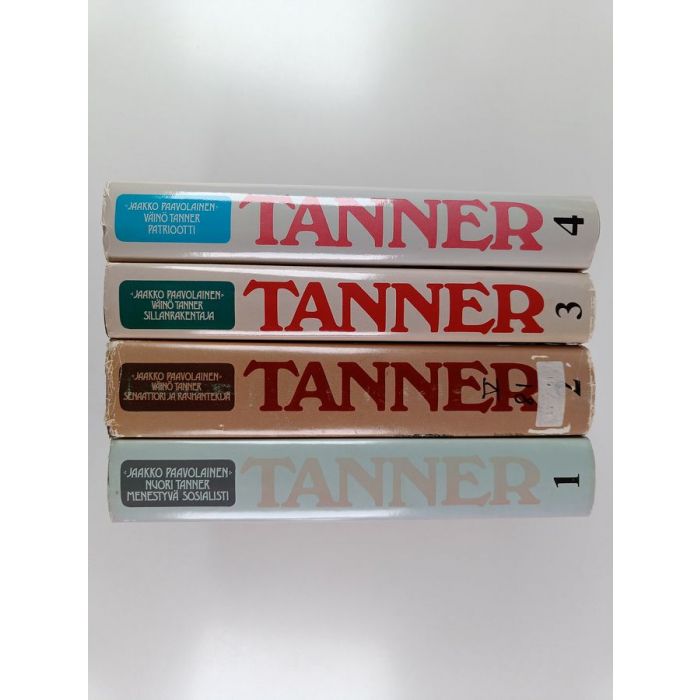 -JAAKKO PAAVOLAINEN-
VÄINÖ TANNER
PATRIOOTTI
TANNER
4
-JAAKKO PAAVOLAINEN-
VÄINÖ TANNER
SILLANRAKENTAJA
TANNER
3
-JAAKKO PAAVOLAINEN-
VÄINÖ TANNER
SENAATTORI JA RAUHANTEKIJÄ
TANNER
V
81
2
-JAAKKO PAAVOLAINEN-
NUORI TANNER
MENESTYVÄ SOSIALISTI
TANNER
1